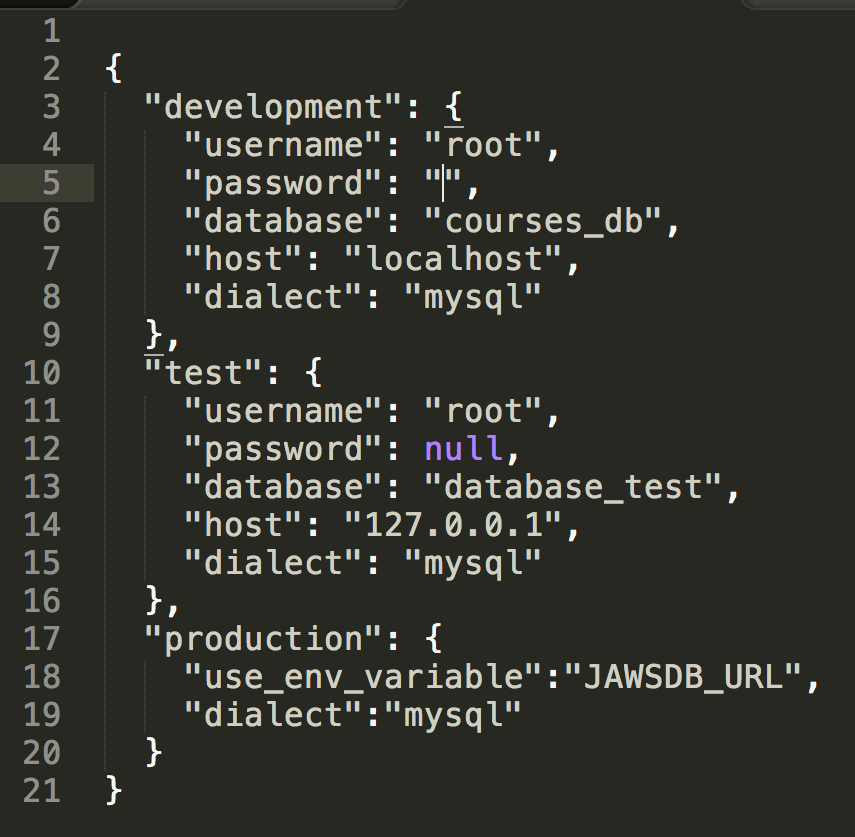 1
2 {
3 "development": {
4 "username": "root",
5 "password": "",
6 "database": "courses_db",
7 "host": "localhost",
8 "dialect": "mysql"
9 },
10 "test": {
11 "username": "root",
12 "password": null,
13 "database": "database_test",
14 "host": "127.0.0.1",
15 "dialect": "mysql"
16 },
17 "production": {
18 "use_env_variable":"JAWSDB_URL",
19 "dialect":"mysql"
20 }
21 }